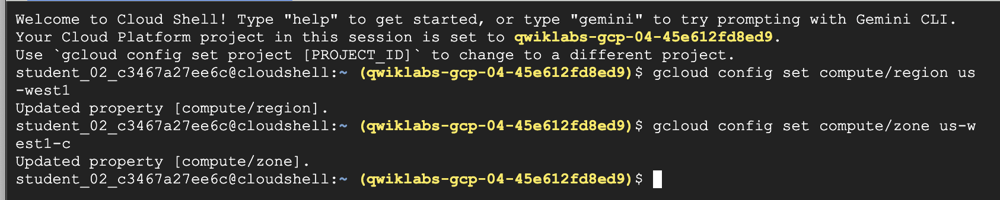 Welcome to Cloud Shell! Type "help" to get started, or type "gemini" to try prompting with Gemini CLI.
Your Cloud Platform project in this session is set to qwiklabs-gcp-04-45e612fd8ed9.
Use `gcloud config set project [PROJECT_ID]` to change to a different project.
student_02_c3467a27ee6c@cloudshell:~ (qwiklabs-gcp-04-45e612fd8ed9)$ gcloud config set compute/region us
-west1
Updated property [compute/region].
student_02_c3467a27ee6c@cloudshell:~ (qwiklabs-gcp-04-45e612fd8ed9)$ gcloud config set compute/zone us-w
est1-c
Updated property [compute/zone].
student_02_c3467a27ee6c@cloudshell:~ (qwiklabs-gcp-04-45e612fd8ed9)$